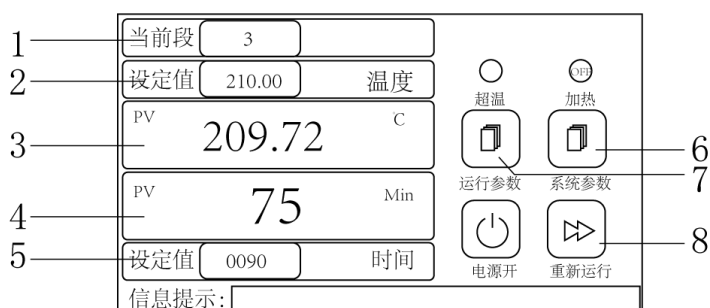 1 当前段 3
2 设定值 210.00 温度
3 PV 209.72 C
4 PV 75 Min
5 设定值 0090 时间
信息提示:
超温
OFF
加热
运行参数
系统参数
6
7
电源开
重新运行
8